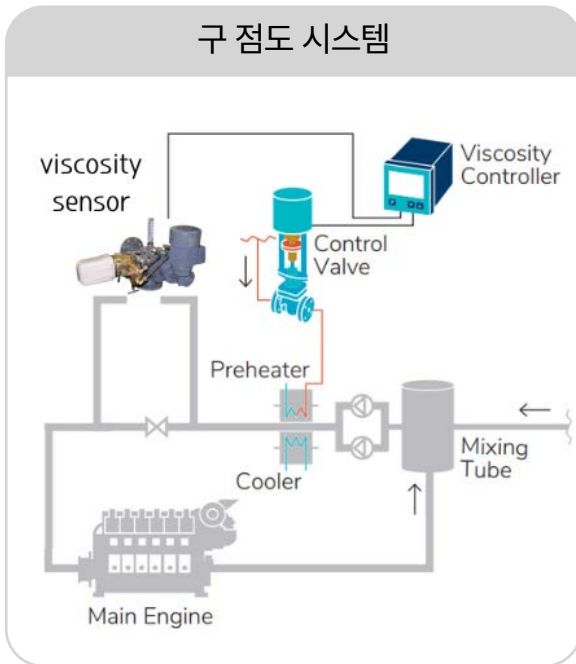 구 점도 시스템
viscosity
sensor
Viscosity
Controller
Control
Valve
Preheater
Cooler
Mixing
Tube
Main Engine